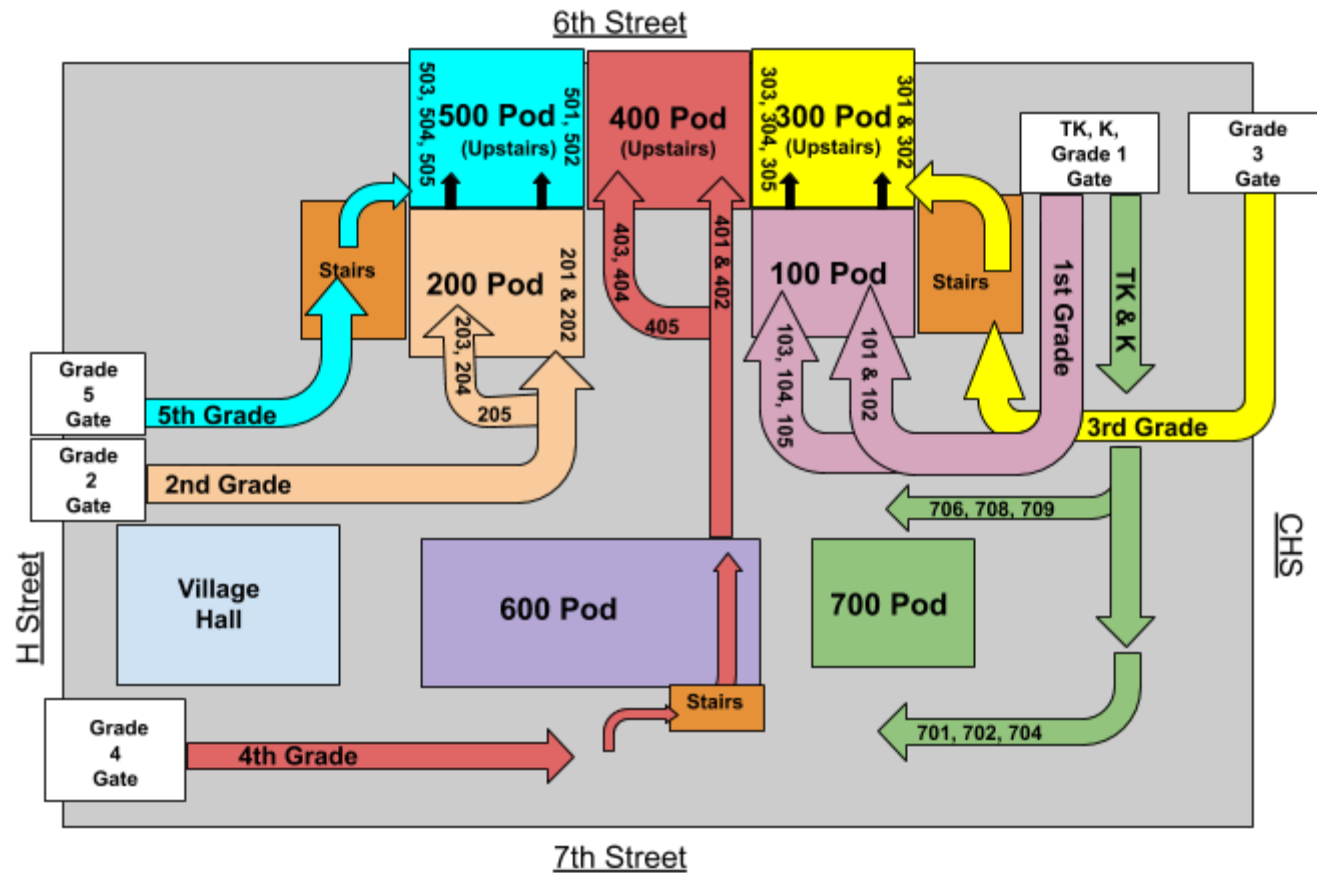 6th Street
503, 504, 505
500 Pod
(Upstairs)
501, 502
400 Pod
(Upstairs)
303, 304, 305
300 Pod
(Upstairs)
301 & 302
TK, K,
Grade 1
Gate
Grade
3
Gate
Stairs
200 Pod
201 & 202
203, 204
205
403, 404
401 & 402
405
100 Pod
103, 104, 105
101 & 102
Stairs
1st Grade
TK & K
Grade
5
Gate
5th Grade
3rd Grade
Grade
2
Gate
2nd Grade
706, 708, 709
H Street
Village
Hall
600 Pod
700 Pod
CHS
Stairs
Grade
4
Gate
4th Grade
701, 702, 704
7th Street